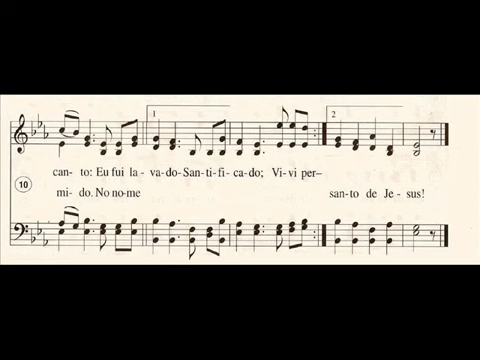 1 2
can- to: Eu fui la- va-do-San-ti-fi-ca-do; Vi-vi per–
10
mi- do. No no-me san-to de Je-sus!